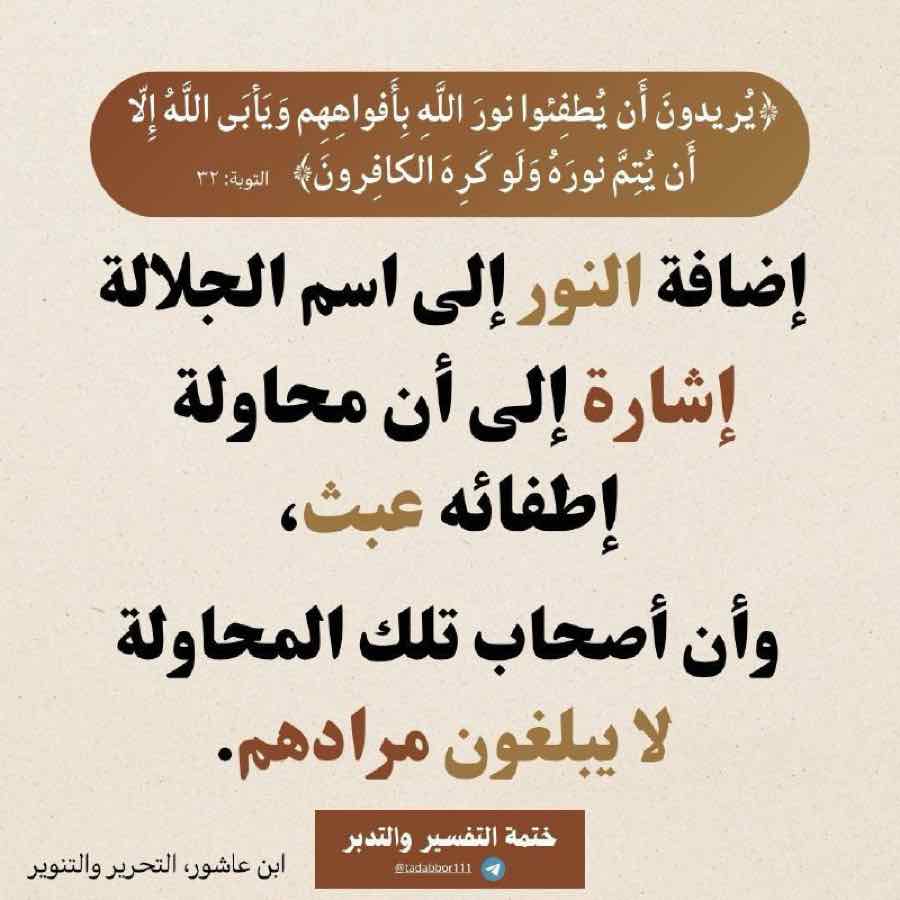 ﴿يُريدونَ أَن يُطفِئوا نورَ اللَّهِ بِأَفواهِهِم وَيَأبَى اللَّهُ إِلّا
أَن يُتِمَّ نورَهُ وَلَو كَرِهَ الكافِرونَ﴾ التوبة: ٣٢
إضافة النور إلى اسم الجلالة
إشارة إلى أن محاولة
إطفائه عبث،
وأن أصحاب تلك المحاولة
لا يبلغون مرادهم.
ختمة التفسير والتدبر
@tadabbor111
ابن عاشور، التحرير والتنوير